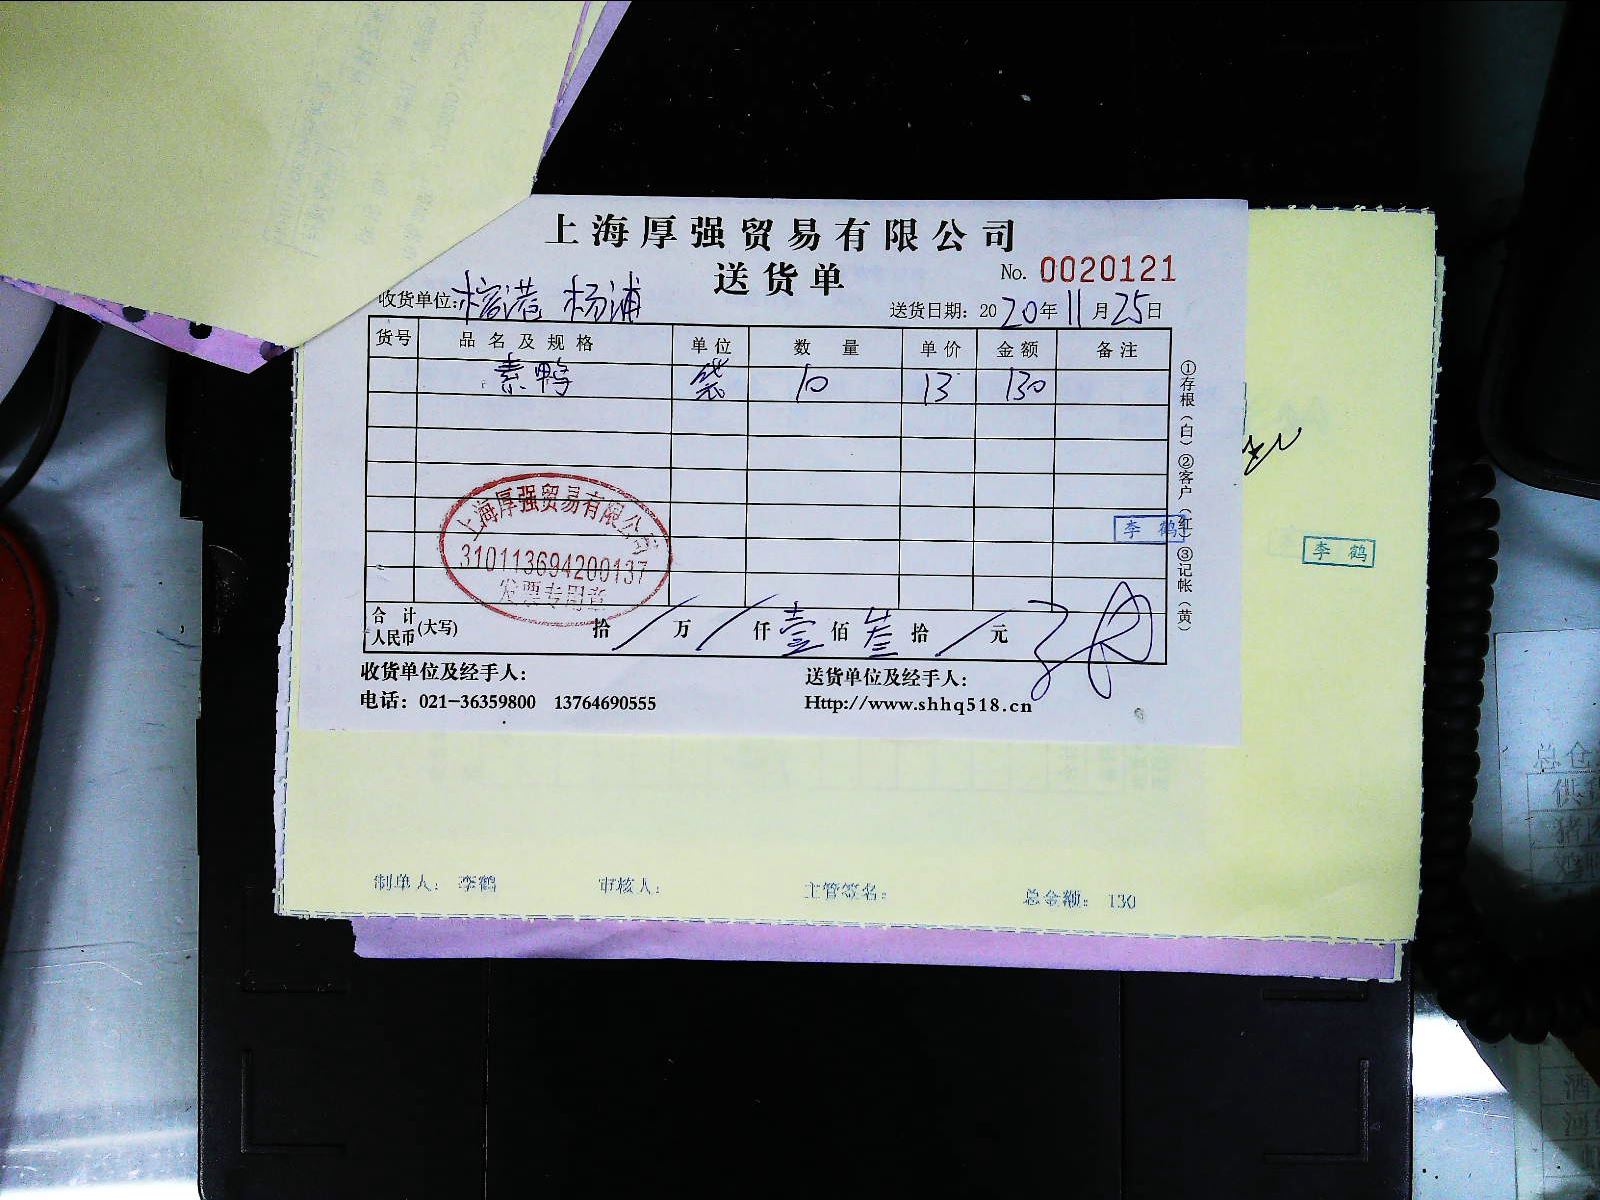 上海厚强贸易有限公司
送货单
No. 0020121
收货单位: 榕港 杨浦
送货日期: 2020年11月25日
货号 品名及规格 单位 数量 单价 金额 备注
素鸭 袋 10 13 130
①存根(白) ②客户(红) ③记帐(黄)
上海厚强贸易有限公司
310113694200137
发票专用章
李鹤
李鹤
合计人民币(大写) 拾 / 万 / 仟 壹 佰 叁 拾 / 元
收货单位及经手人:
送货单位及经手人:
电话: 021-36359800 13764690555
Http://www.shhq518.cn
制单人: 李鹤 审核人: 主管签名: 总金额: 130
总仓
供
猪
鸡
酒
河